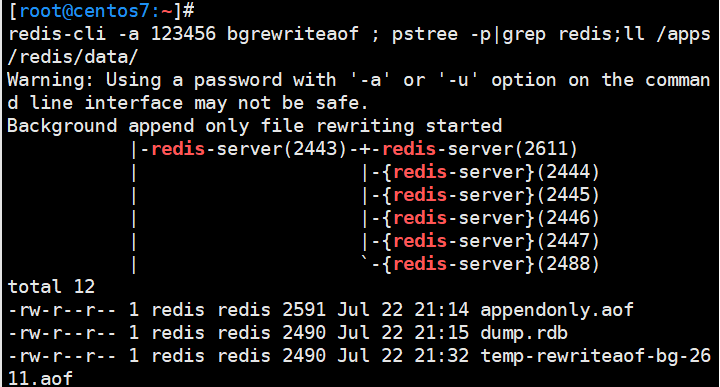 [root@centos7:~]#
redis-cli -a 123456 bgrewriteaof ; pstree -p|grep redis;ll /apps
/redis/data/
Warning: Using a password with '-a' or '-u' option on the comman
d line interface may not be safe.
Background append only file rewriting started
           |-redis-server(2443)-+-redis-server(2611)
           |                    |-{redis-server}(2444)
           |                    |-{redis-server}(2445)
           |                    |-{redis-server}(2446)
           |                    |-{redis-server}(2447)
           |                    `-{redis-server}(2488)
total 12
-rw-r--r-- 1 redis redis 2591 Jul 22 21:14 appendonly.aof
-rw-r--r-- 1 redis redis 2490 Jul 22 21:15 dump.rdb
-rw-r--r-- 1 redis redis 2490 Jul 22 21:32 temp-rewriteaof-bg-26
11.aof